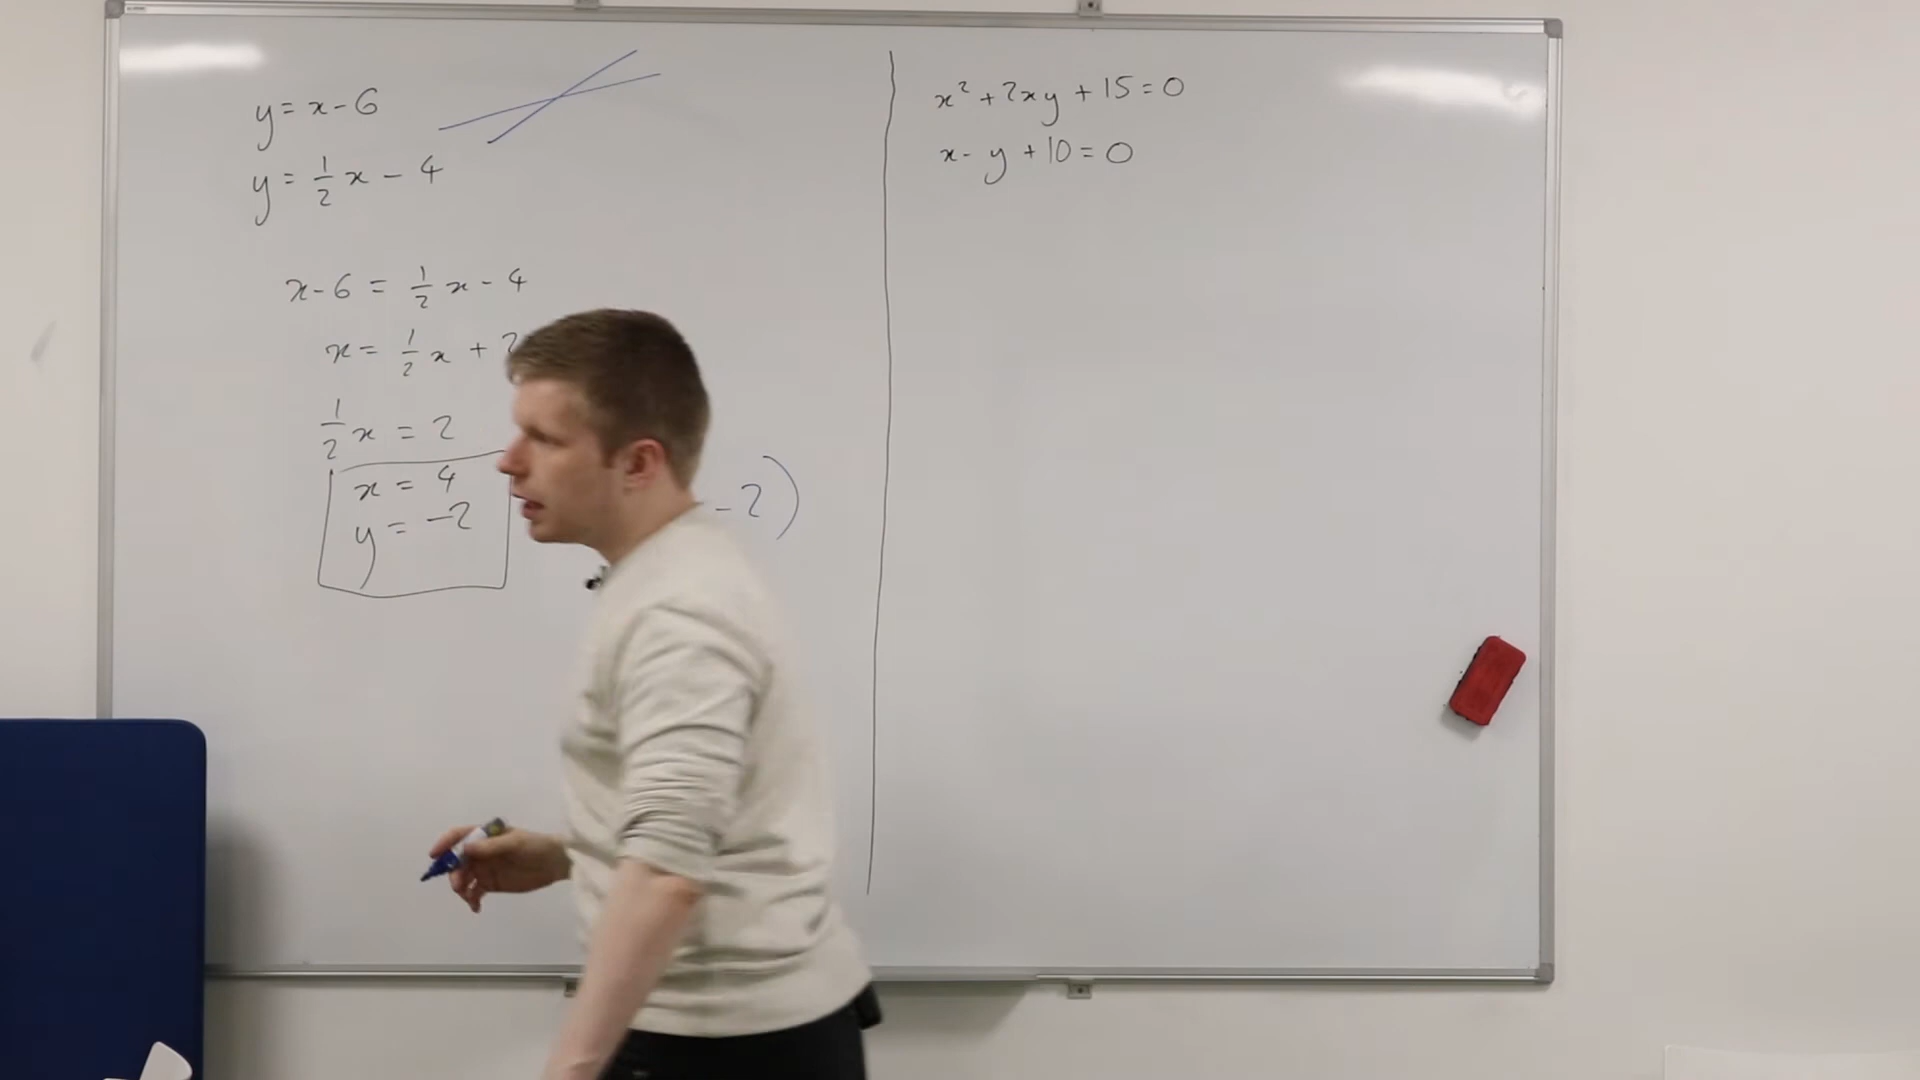 y = x - 6
y = 1/2 x - 4
x - 6 = 1/2 x - 4
x = 1/2 x + 2
1/2 x = 2
x = 4
y = -2
-2)
x² + 2xy + 15 = 0
x - y + 10 = 0